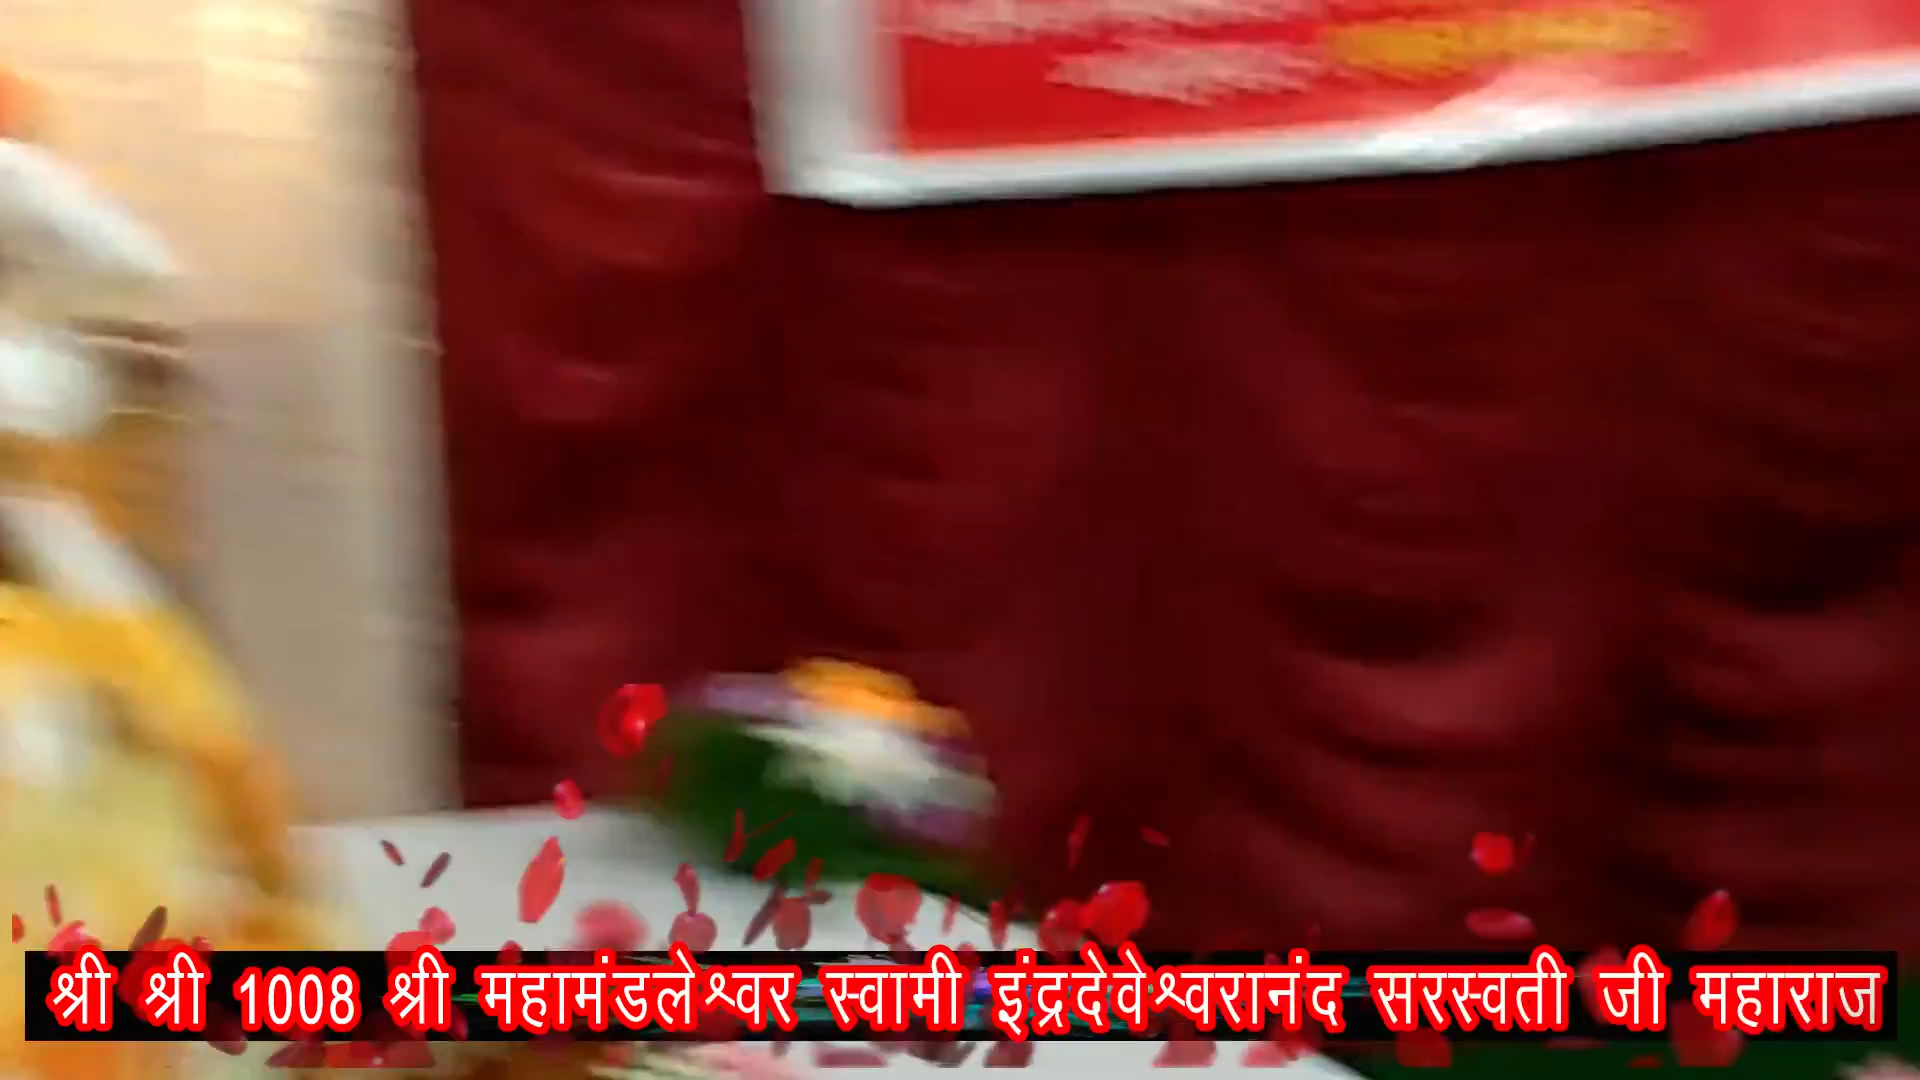 श्री श्री 1008 श्री महामंडलेश्वर स्वामी इंद्रदेवेश्वरानंद सरस्वती जी महाराज